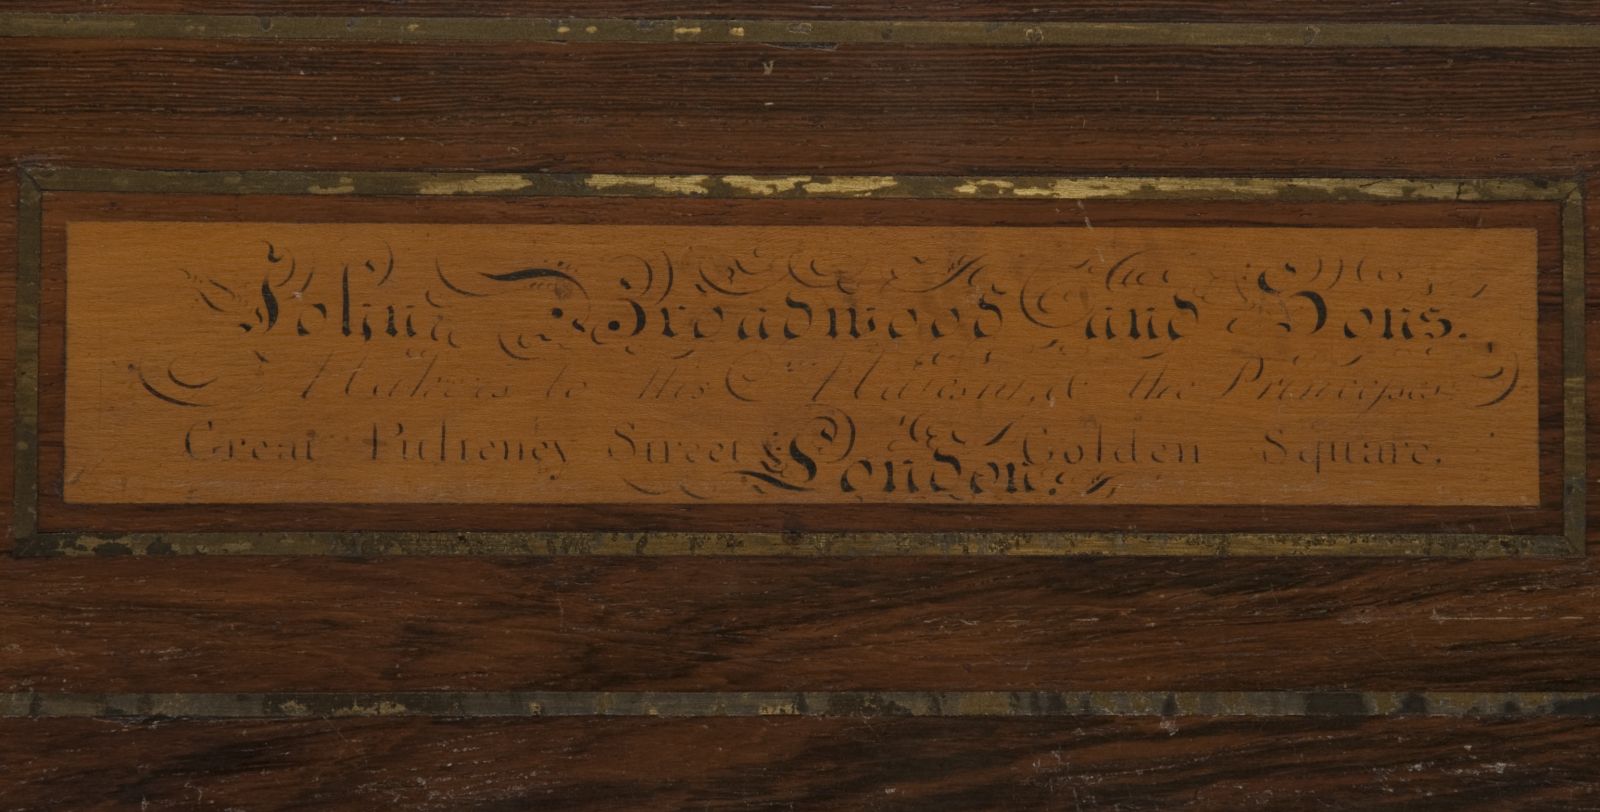 John Broadwood and Sons.
Makers to His Majesty, & the Princesses
Great Pulteney Street Golden Square.
London.